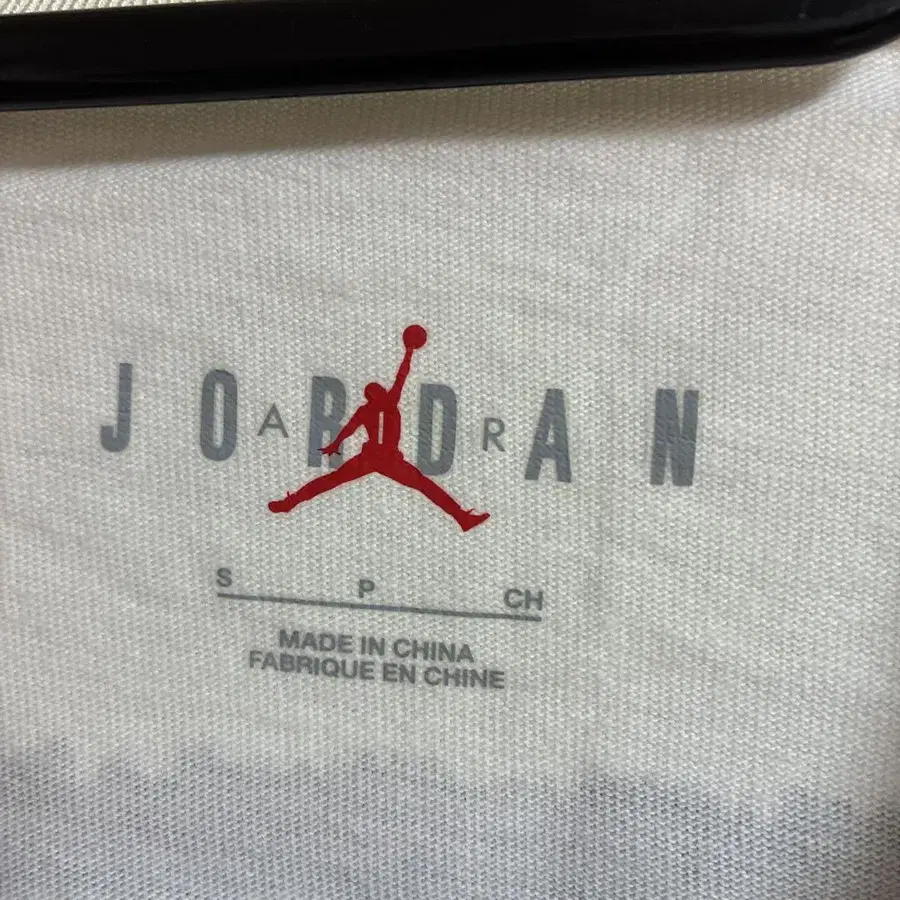 JORDAN
AIR
S P CH
MADE IN CHINA
FABRIQUE EN CHINE